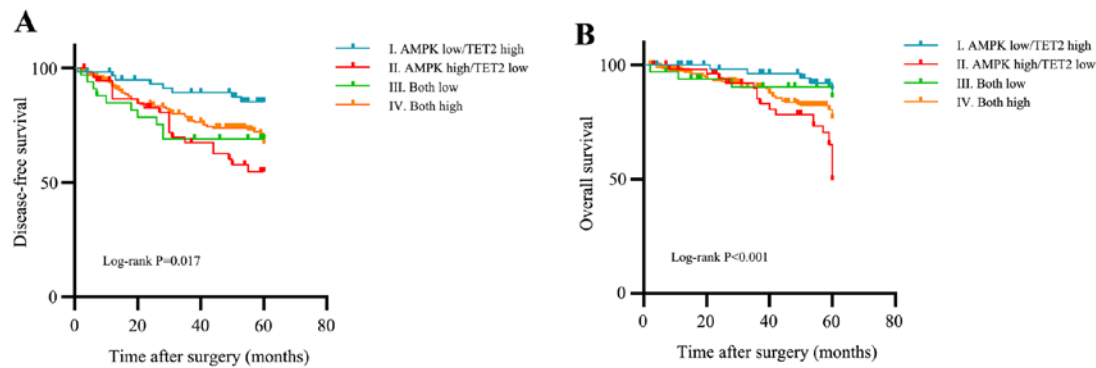 A
I. AMPK low/TET2 high
II. AMPK high/TET2 low
III. Both low
IV. Both high
Disease-free survival
100
50
0
Log-rank P=0.017
0 20 40 60 80
Time after surgery (months)
B
I. AMPK low/TET2 high
II. AMPK high/TET2 low
III. Both low
IV. Both high
Overall survival
100
50
0
Log-rank P<0.001
0 20 40 60 80
Time after surgery (months)